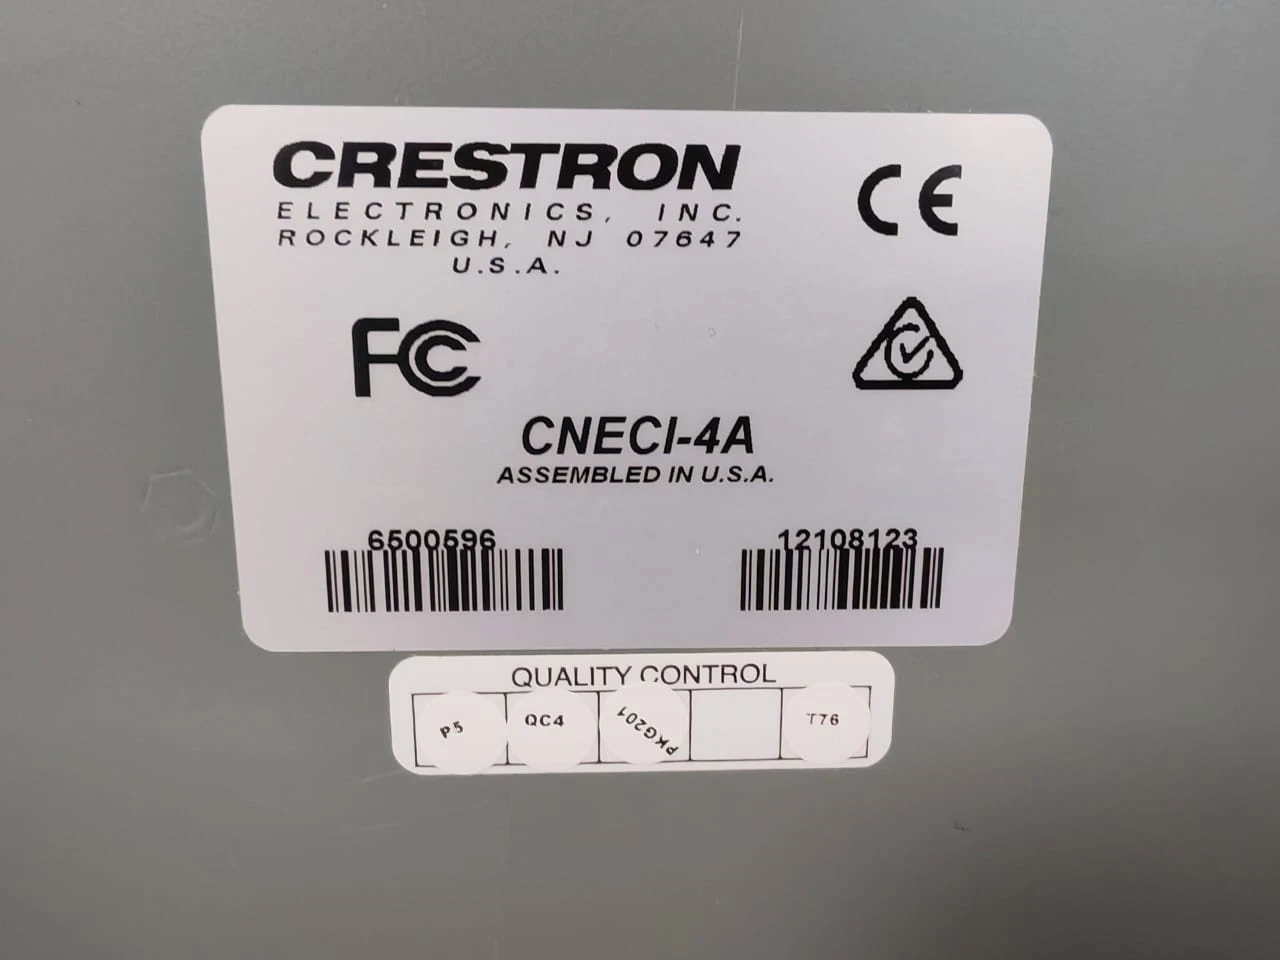 CRESTRON
ELECTRONICS, INC.
ROCKLEIGH, NJ 07647
U.S.A.
CE
FC
CNECI-4A
ASSEMBLED IN U.S.A.
6500596
12108123
QUALITY CONTROL
P5
QC4
PKG201
T76